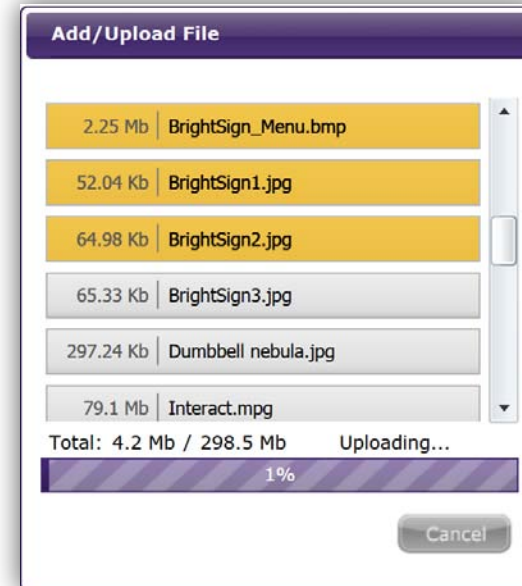 Add/Upload File
2.25 Mb BrightSign_Menu.bmp
52.04 Kb BrightSign1.jpg
64.98 Kb BrightSign2.jpg
65.33 Kb BrightSign3.jpg
297.24 Kb Dumbbell nebula.jpg
79.1 Mb Interact.mpg
Total: 4.2 Mb / 298.5 Mb Uploading...
1%
Cancel